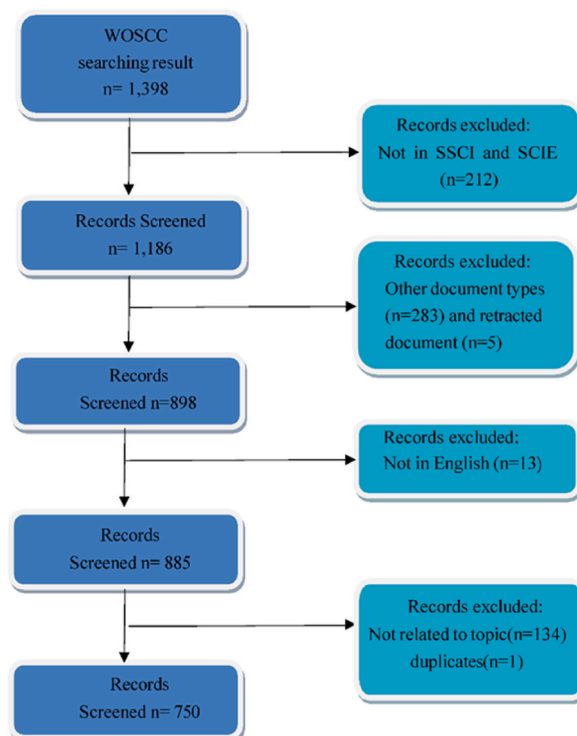 WOSCC
searching result
n= 1,398
Records excluded:
Not in SSCI and SCIE
(n=212)
Records Screened
n= 1,186
Records excluded:
Other document types
(n=283) and retracted
document (n=5)
Records
Screened n=898
Records excluded:
Not in English (n=13)
Records
Screened n= 885
Records excluded:
Not related to topic(n=134)
duplicates(n=1)
Records
Screened n= 750